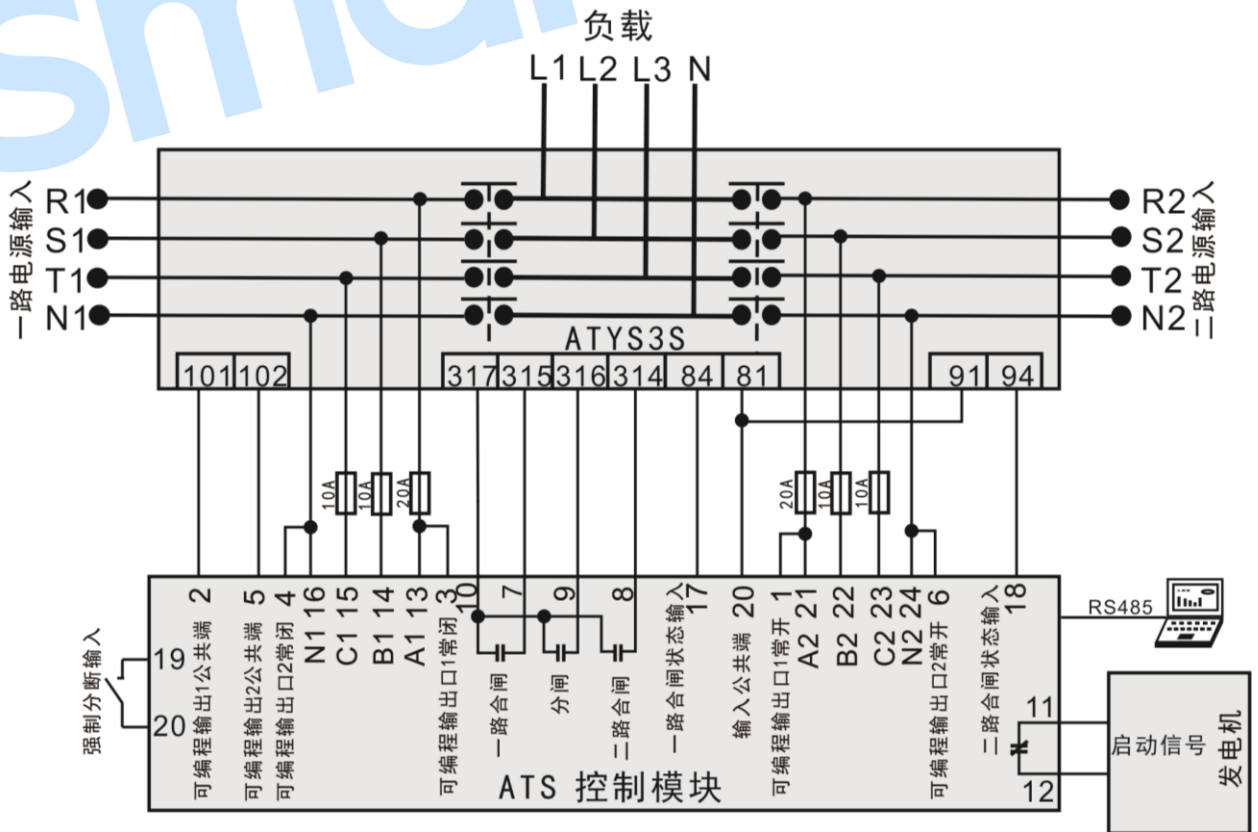 smar
负载
L1 L2 L3 N
一路电源输入
R1
S1
T1
N1
R2
S2
T2
N2
二路电源输入
ATYS3S
101 102 317 315 316 314 84 81 91 94
10A 10A 20A 20A 10A 10A
2 可编程输出1公共端
5 可编程输出2公共端
4 可编程输出口2常闭
N1 16
C1 15
B1 14
A1 13
3 可编程输出口1常闭
10
7 一路合闸
9 分闸
8 二路合闸
17 一路合闸状态输入
20 输入公共端
1 可编程输出口1常开
A2 21
B2 22
C2 23
N2 24
6 可编程输出口2常开
18 二路合闸状态输入
强制分断输入
19
20
RS485
11
12
启动信号
发电机
ATS 控制模块